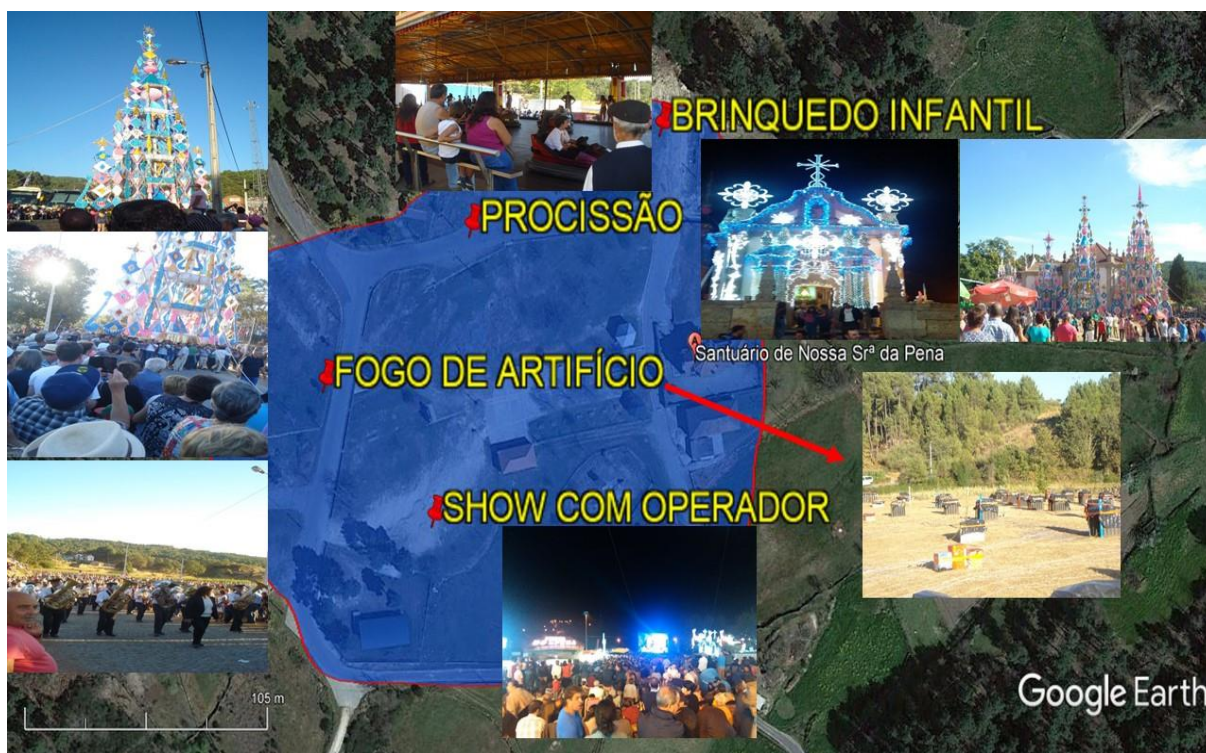 BRINQUEDO INFANTIL
PROCISSÃO
A
Santuário de Nossa Srª da Pena
FOGO DE ARTIFÍCIO
SHOW COM OPERADOR
105 m
Google Earth